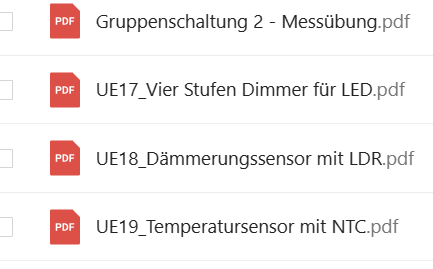 PDF Gruppenschaltung 2 - Messübung.pdf
PDF UE17_Vier Stufen Dimmer für LED.pdf
PDF UE18_Dämmerungssensor mit LDR.pdf
PDF UE19_Temperatursensor mit NTC.pdf